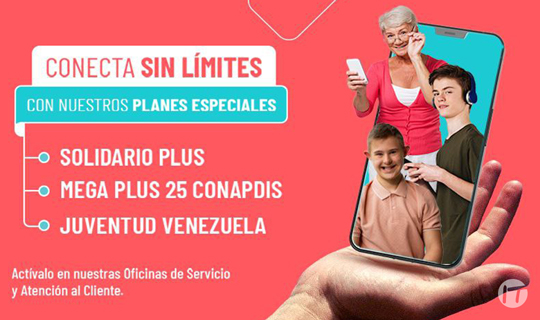 CONECTA SIN LÍMITES
CON NUESTROS PLANES ESPECIALES
SOLIDARIO PLUS
MEGA PLUS 25 CONAPDIS
JUVENTUD VENEZUELA
Actívalo en nuestras Oficinas de Servicio
y Atención al Cliente.